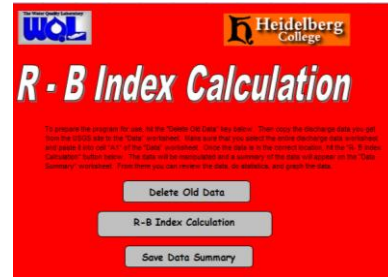 The Water Quality Laboratory
WQL
Heidelberg
College
R - B Index Calculation
To prepare the program for use, hit the "Delete Old Data" key below. Then copy the discharge data you get
from the USGS site to the "Data" worksheet. Make sure that you select the entire discharge data worksheet
and paste it into cell "A1" of the "Data" worksheet. Once the data is in the correct location, hit the "R- B Index
Calculation" button below. The data will be manipulated and a summary of the data will appear on the "Data
Summary" worksheet. From there you can review the data, do statistics, and graph the data.
Delete Old Data
R-B Index Calculation
Save Data Summary